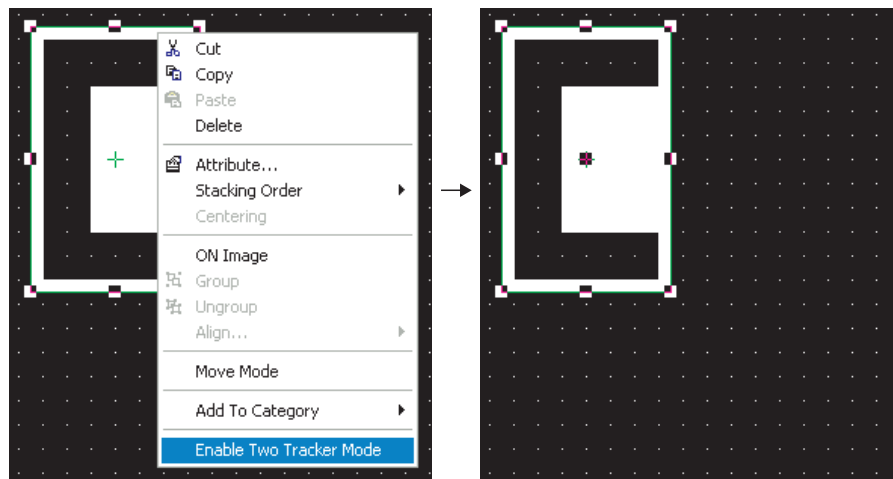 Cut
Copy
Paste
Delete
Attribute...
Stacking Order
Centering
ON Image
Group
Ungroup
Align...
Move Mode
Add To Category
Enable Two Tracker Mode